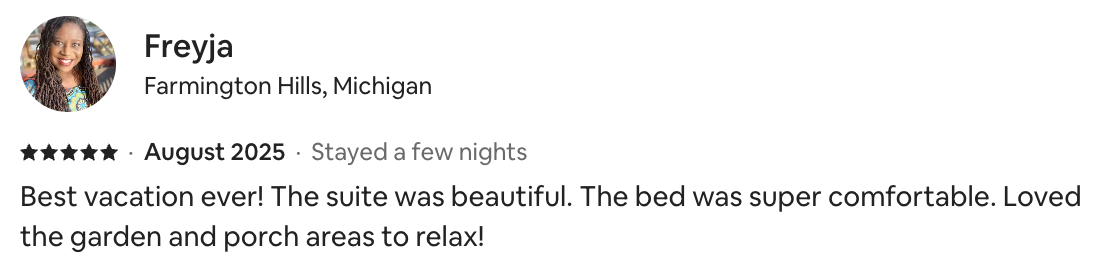 Freyja
Farmington Hills, Michigan
★★★★★ · August 2025 · Stayed a few nights
Best vacation ever! The suite was beautiful. The bed was super comfortable. Loved
the garden and porch areas to relax!